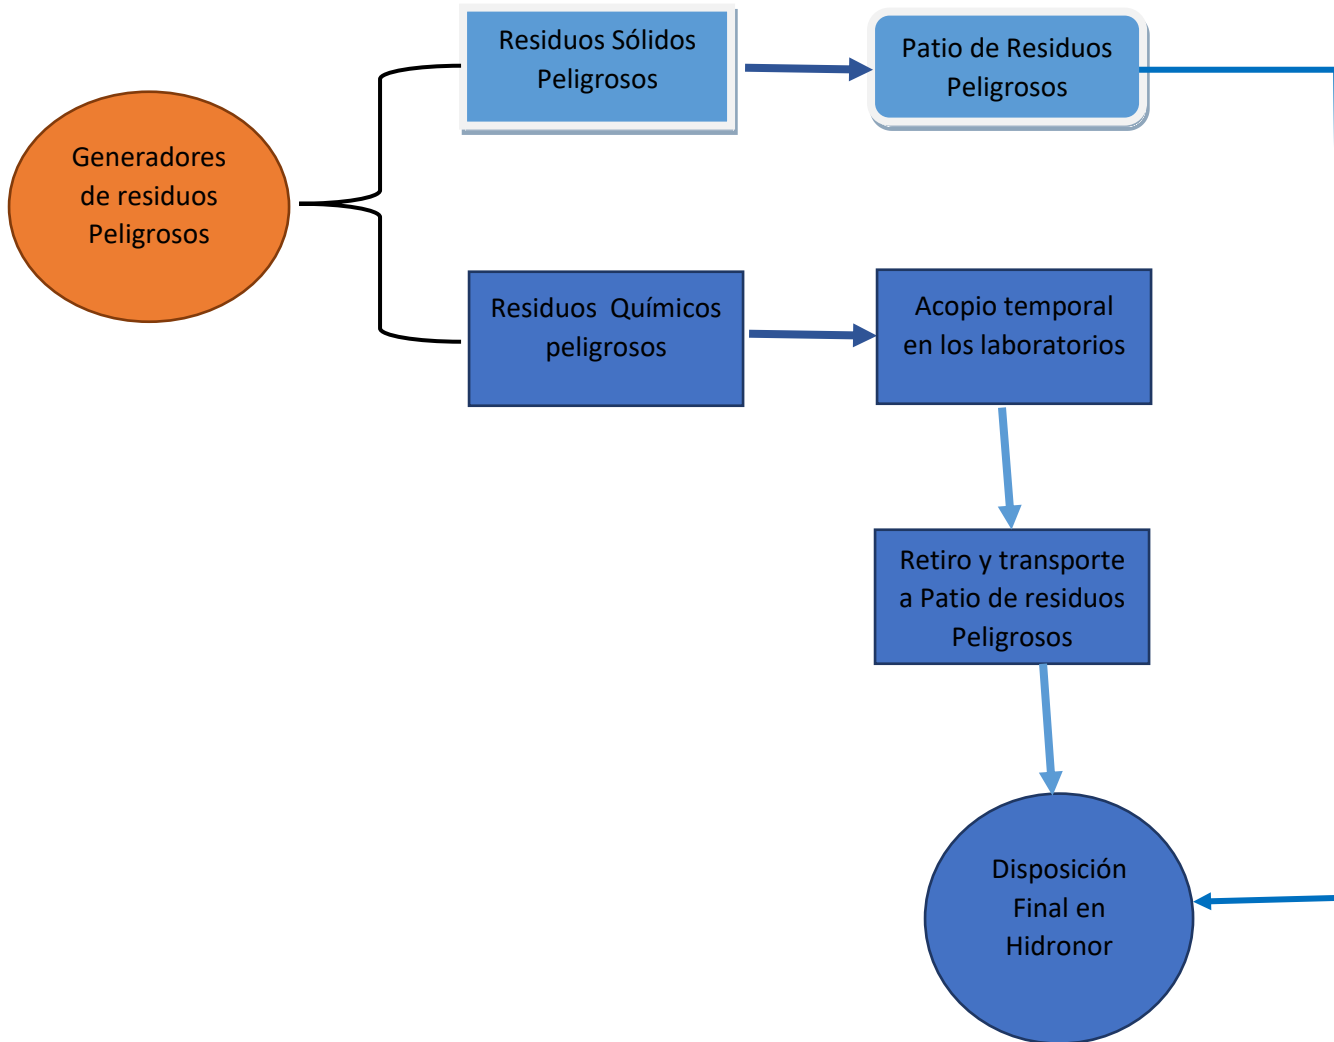 Residuos Sólidos
Peligrosos
Patio de Residuos
Peligrosos
Generadores
de residuos
Peligrosos
Residuos  Químicos
peligrosos
Acopio temporal
en los laboratorios
Retiro y transporte
a Patio de residuos
Peligrosos
Disposición
Final en
Hidronor